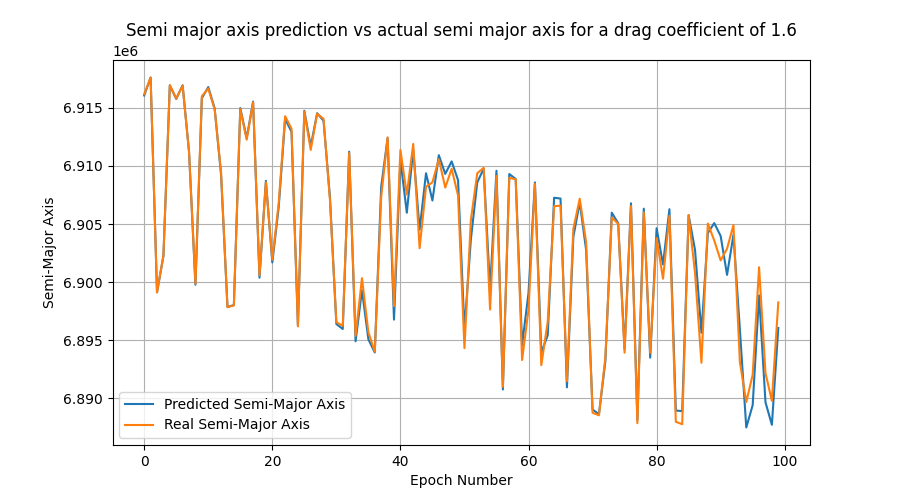 Semi major axis prediction vs actual semi major axis for a drag coefficient of 1.6
1e6
6.915
6.910
6.905
6.900
6.895
6.890
Semi-Major Axis
Predicted Semi-Major Axis
Real Semi-Major Axis
0 20 40 60 80 100
Epoch Number